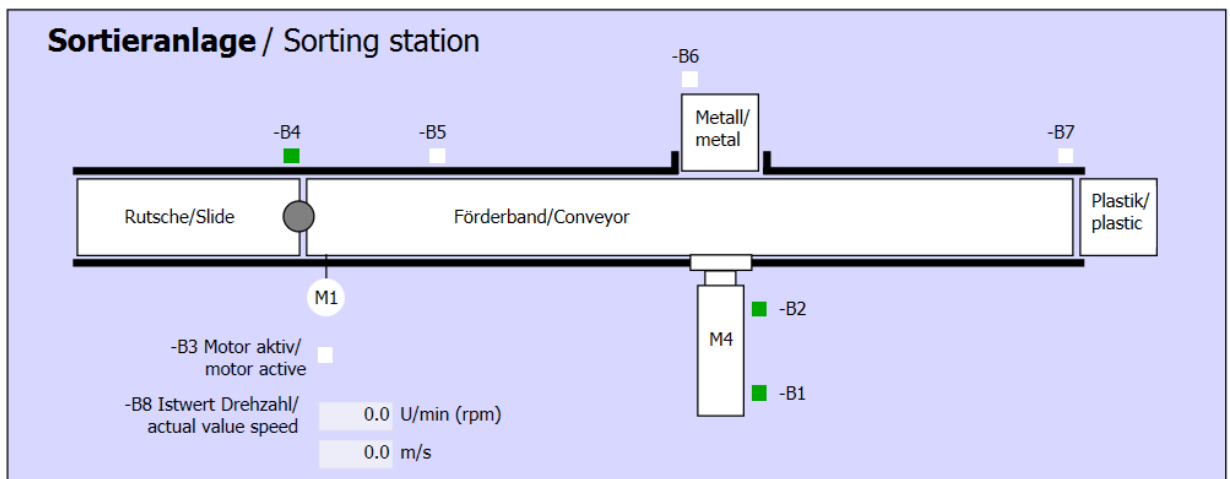 Sortieranlage / Sorting station
-B6
Metall/
metal
-B4
-B5
-B7
Rutsche/Slide
Förderband/Conveyor
Plastik/
plastic
M1
-B2
M4
-B1
-B3 Motor aktiv/
motor active
-B8 Istwert Drehzahl/
actual value speed
0.0 U/min (rpm)
0.0 m/s